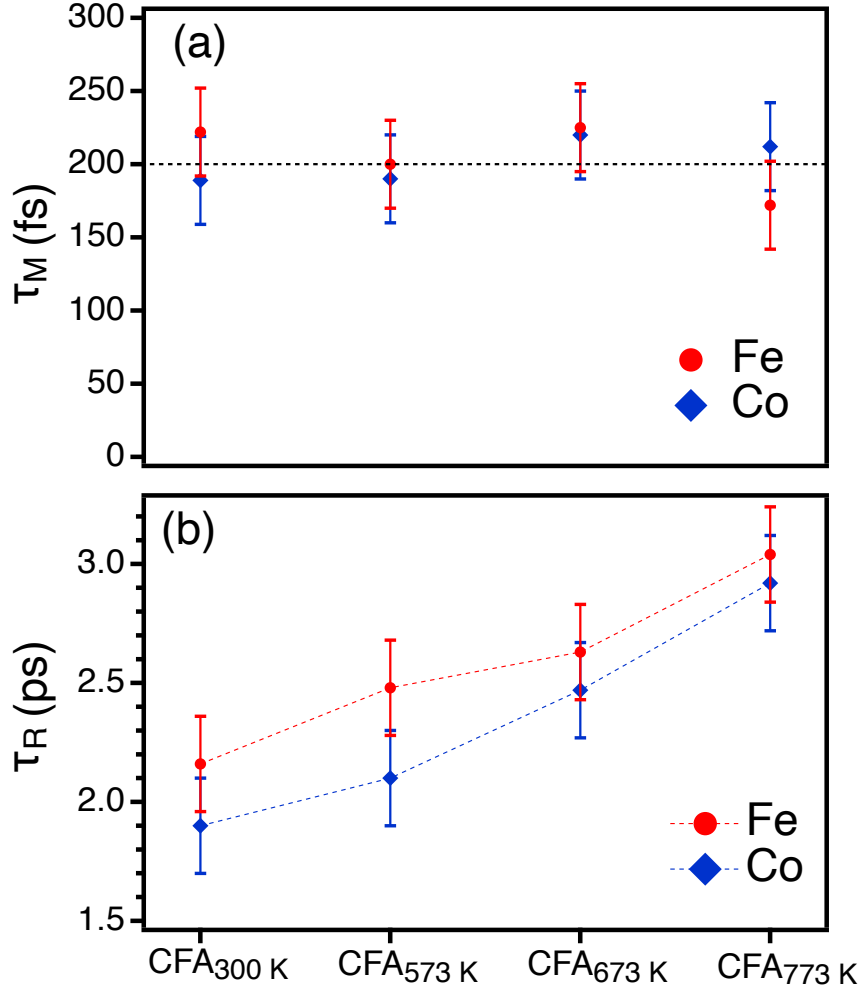 (a)
300
250
200
150
100
50
0
τM (fs)
Fe
Co
(b)
3.0
2.5
2.0
1.5
τR (ps)
Fe
Co
CFA300 K CFA573 K CFA673 K CFA773 K